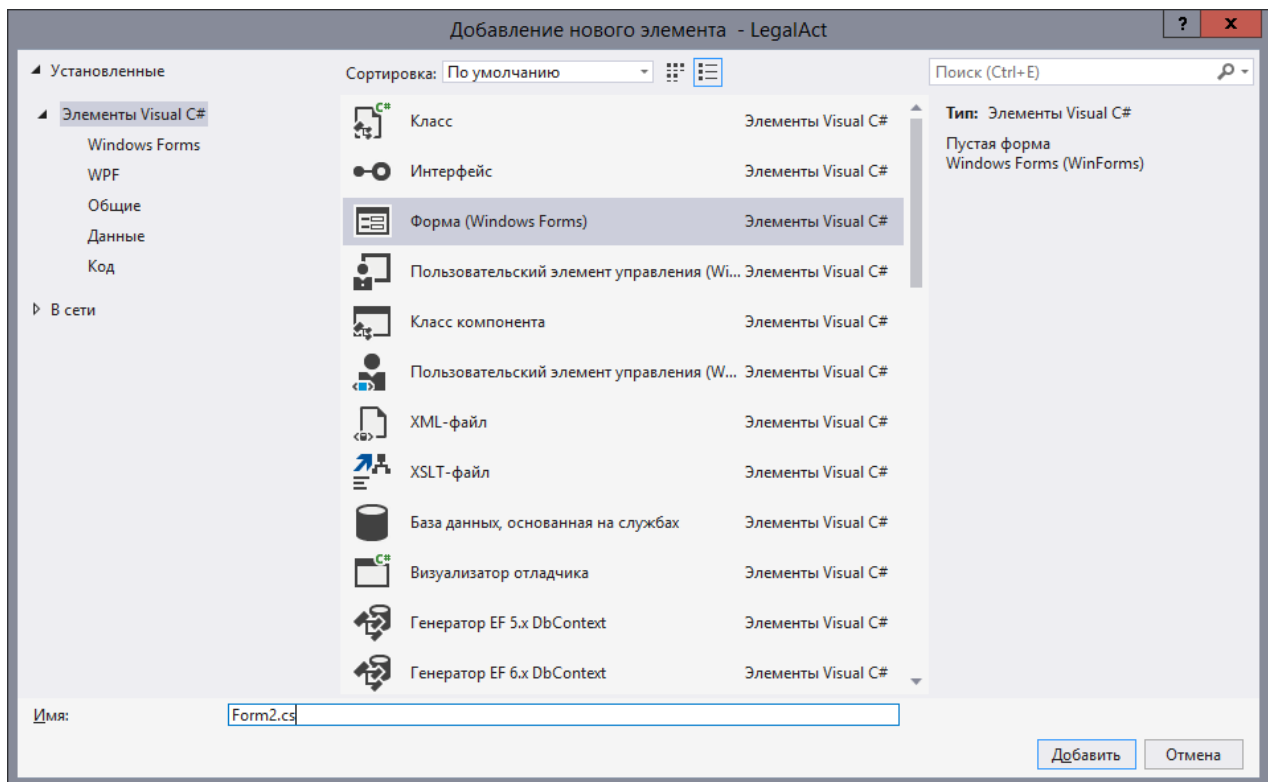 Добавление нового элемента - LegalAct
? x
Установленные
Элементы Visual C#
Windows Forms
WPF
Общие
Данные
Код
В сети
Сортировка: По умолчанию
C# Класс Элементы Visual C#
Интерфейс Элементы Visual C#
Форма (Windows Forms) Элементы Visual C#
Пользовательский элемент управления (Wi... Элементы Visual C#
Класс компонента Элементы Visual C#
Пользовательский элемент управления (W... Элементы Visual C#
XML-файл Элементы Visual C#
XSLT-файл Элементы Visual C#
База данных, основанная на службах Элементы Visual C#
C# Визуализатор отладчика Элементы Visual C#
Генератор EF 5.x DbContext Элементы Visual C#
Генератор EF 6.x DbContext Элементы Visual C#
Поиск (Ctrl+E)
Тип: Элементы Visual C#
Пустая форма
Windows Forms (WinForms)
Имя: Form2.cs
Добавить Отмена